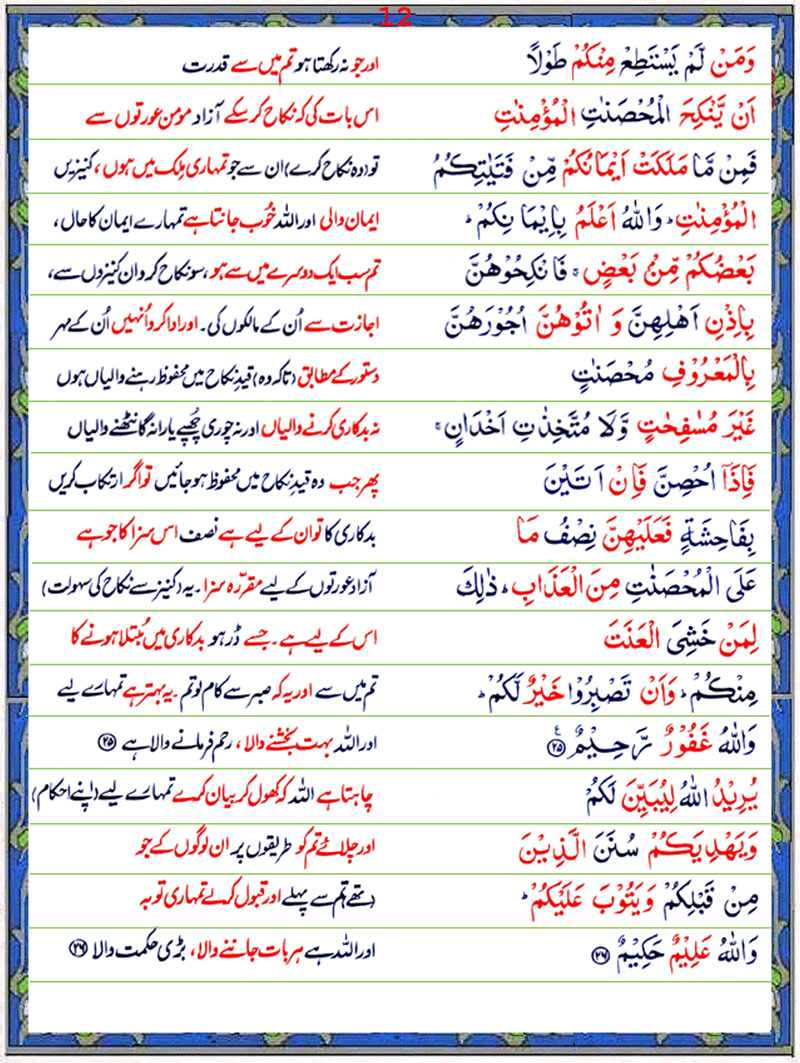 12
وَمَنْ لَّمْ يَسْتَطِعْ مِنْكُمْ طَوْلًا اور جو نہ رکھتا ہو تم میں سے قدرت
اَنْ يَّنْكِحَ الْمُحْصَنٰتِ الْمُؤْمِنٰتِ اس بات کی کہ نکاح کر سکے آزاد مومن عورتوں سے
فَمِنْ مَّا مَلَكَتْ اَيْمَانُكُمْ مِّنْ فَتَيٰتِكُمُ تو (وہ نکاح کرے) ان سے جو تمہاری مِلک میں ہوں، کنیزیں
الْمُؤْمِنٰتِ ؕ وَاللّٰهُ اَعْلَمُ بِاِيْمَانِكُمْ ؕ ایمان والی اور اللہ خُوب جانتا ہے تمہارے ایمان کا حال،
بَعْضُكُمْ مِّنْۢ بَعْضٍ ۚ فَانْكِحُوْهُنَّ تم سب ایک دوسرے میں سے ہو، سو نکاح کرو ان کنیزوں سے،
بِاِذْنِ اَهْلِهِنَّ وَاٰتُوْهُنَّ اُجُوْرَهُنَّ اجازت سے اُن کے مالکوں کی۔ اور ادا کرو اُنہیں اُن کے مہر
بِالْمَعْرُوْفِ مُحْصَنٰتٍ دستور کے مطابق (تاکہ وہ) قیدِ نکاح میں محفوظ رہنے والیاں ہوں
غَيْرَ مُسٰفِحٰتٍ وَّلَا مُتَّخِذٰتِ اَخْدَانٍ ۚ نہ بدکاری کرنے والیاں اور نہ چوری چُھپے یارانہ گانٹھنے والیاں
فَاِذَاۤ اُحْصِنَّ فَاِنْ اَتَيْنَ پھر جب وہ قیدِ نکاح میں محفوظ ہو جائیں تو اگر ارتکاب کریں
بِفَاحِشَةٍ فَعَلَيْهِنَّ نِصْفُ مَا بدکاری کا تو ان کے لیے ہے نصف اس سزا کا جو ہے
عَلَى الْمُحْصَنٰتِ مِنَ الْعَذَابِ ؕ ذٰلِكَ آزاد عورتوں کے لیے مقرّرہ سزا۔ یہ (کنیز سے نکاح کی سہولت)
لِمَنْ خَشِىَ الْعَنَتَ اس کے لیے ہے۔ جسے ڈر ہو بدکاری میں مُبتلا ہونے کا
مِنْكُمْ ؕ وَاَنْ تَصْبِرُوْا خَيْرٌ لَّكُمْ ؕ تم میں سے اور یہ کہ صبر سے کام لو تم ۔یہ بہتر ہے تمہارے لیے
وَاللّٰهُ غَفُوْرٌ رَّحِيْمٌ ﴿۲۵﴾ اور اللہ بہت بخشنے والا، رحم فرمانے والا ہے ﴿۲۵﴾
يُرِيْدُ اللّٰهُ لِيُبَيِّنَ لَكُمْ چاہتا ہے اللہ کہ کھول کر بیان کرے تمہارے لیے (اپنے احکام)
وَيَهْدِيَكُمْ سُنَنَ الَّذِيْنَ اور چلائے تم کو طریقوں پر ان لوگوں کے جو
مِنْ قَبْلِكُمْ وَيَتُوْبَ عَلَيْكُمْ ؕ (تھے تم سے پہلے اور قبول کرلے تمہاری توبہ
وَاللّٰهُ عَلِيْمٌ حَكِيْمٌ ﴿۲۶﴾ اور اللہ ہے ہر بات جاننے والا، بڑی حکمت والا ﴿۲۶﴾